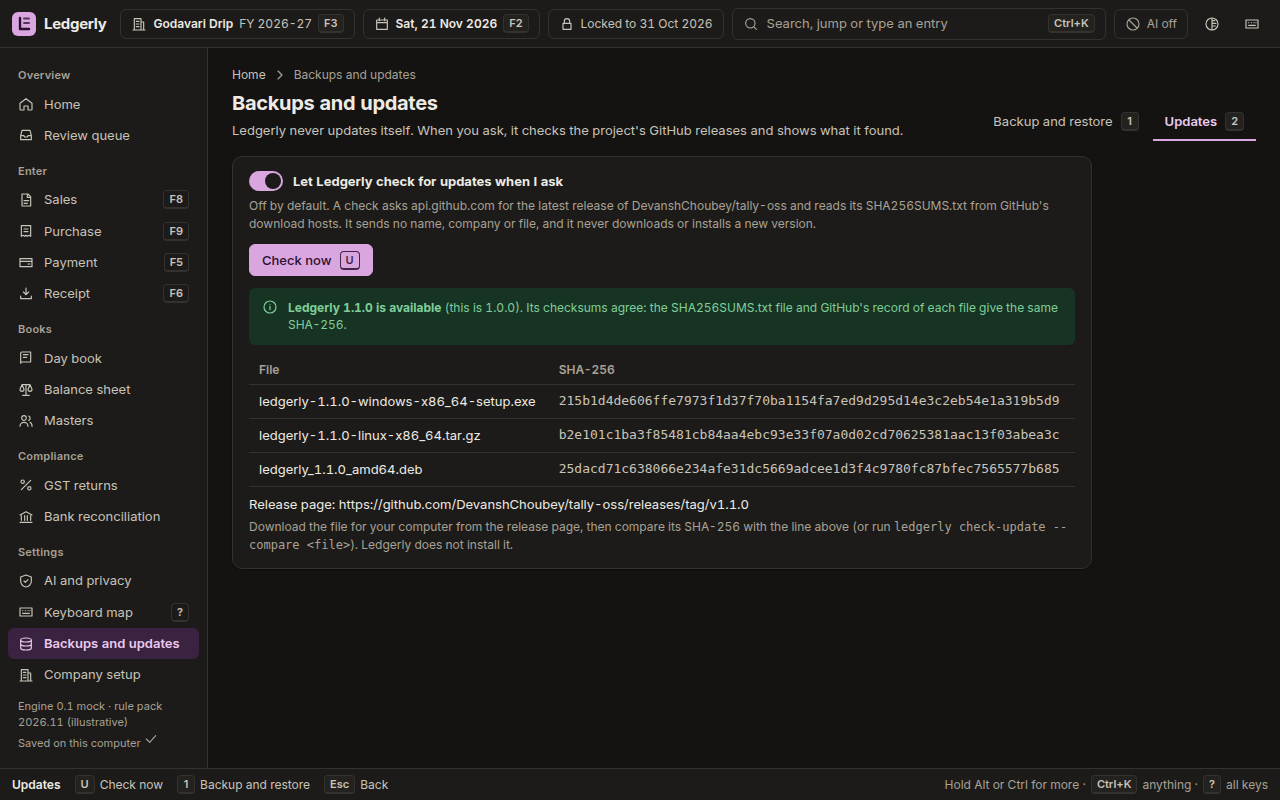 Ledgerly
Godavari Drip FY 2026-27 F3
Sat, 21 Nov 2026 F2
Locked to 31 Oct 2026
Search, jump or type an entry Ctrl+K
AI off
Overview
Home
Review queue
Enter
Sales F8
Purchase F9
Payment F5
Receipt F6
Books
Day book
Balance sheet
Masters
Compliance
GST returns
Bank reconciliation
Settings
AI and privacy
Keyboard map ?
Backups and updates
Company setup
Engine 0.1 mock · rule pack
2026.11 (illustrative)
Saved on this computer
Home
Backups and updates
Backups and updates
Ledgerly never updates itself. When you ask, it checks the project's GitHub releases and shows what it found.
Backup and restore 1
Updates 2
Let Ledgerly check for updates when I ask
Off by default. A check asks api.github.com for the latest release of DevanshChoubey/tally-oss and reads its SHA256SUMS.txt from GitHub's
download hosts. It sends no name, company or file, and it never downloads or installs a new version.
Check now U
Ledgerly 1.1.0 is available (this is 1.0.0). Its checksums agree: the SHA256SUMS.txt file and GitHub's record of each file give the same
SHA-256.
File SHA-256
ledgerly-1.1.0-windows-x86_64-setup.exe 215b1d4de606ffe7973f1d37f70ba1154fa7ed9d295d14e3c2eb54e1a319b5d9
ledgerly-1.1.0-linux-x86_64.tar.gz b2e101c1ba3f85481cb84aa4ebc93e33f07a0d02cd70625381aac13f03abea3c
ledgerly_1.1.0_amd64.deb 25dacd71c638066e234afe31dc5669adcee1d3f4c9780fc87bfec7565577b685
Release page: https://github.com/DevanshChoubey/tally-oss/releases/tag/v1.1.0
Download the file for your computer from the release page, then compare its SHA-256 with the line above (or run ledgerly check-update --
compare <file>). Ledgerly does not install it.
Updates U Check now 1 Backup and restore Esc Back
Hold Alt or Ctrl for more · Ctrl+K anything · ? all keys